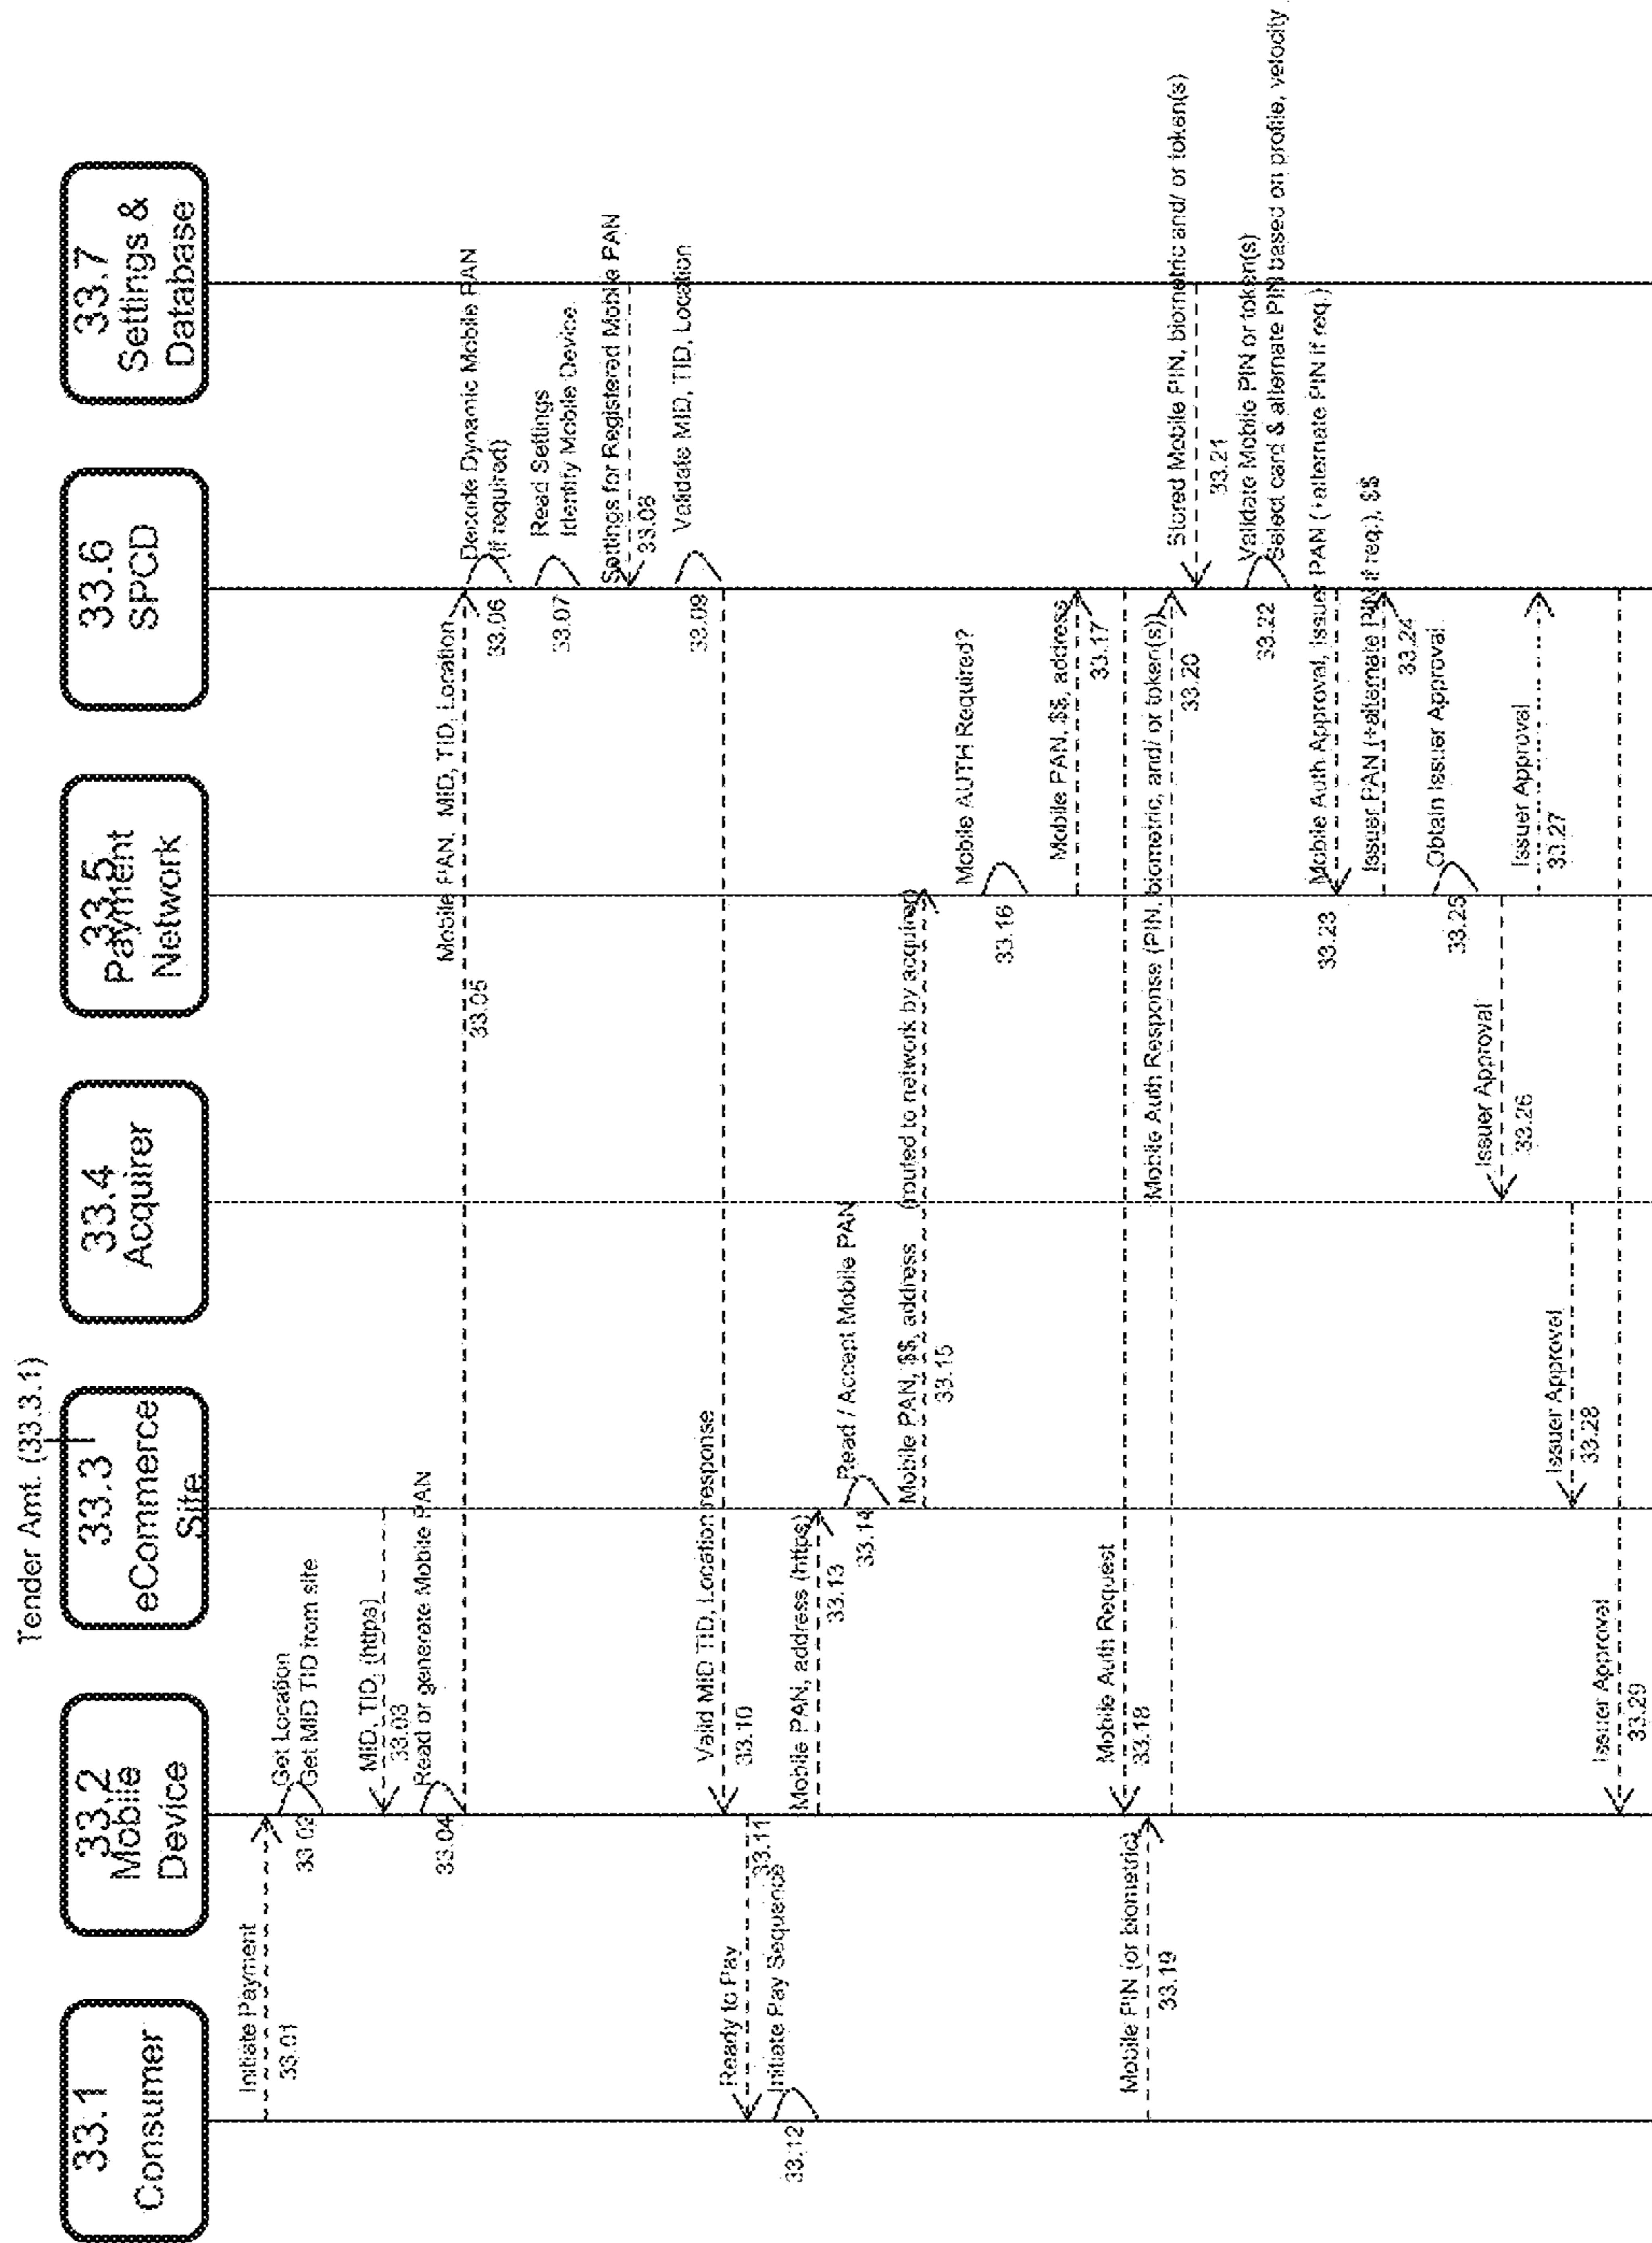 Tender Amt. (33.3.1)
33.1
Consumer
33.2
Mobile
Device
33.3
eCommerce
Site
33.4
Acquirer
33.5
Payment
Network
33.6
SPCD
33.7
Settings &
Database
Initiate Payment
33.01
Get Location
Get MID TID from site
33.02
MID, TID, (https)
33.03
Read or generate Mobile PAN
33.04
Mobile PAN, MID, TID, Location
33.05
Decode Dynamic Mobile PAN
(if required)
33.06
Read Settings
Identify Mobile Device
33.07
Settings for Registered Mobile PAN
33.08
Validate MID, TID, Location
33.09
Valid MID TID, Location response
33.10
Ready to Pay
33.11
Initiate Pay Sequence
33.12
Mobile PAN, address (https)
33.13
Read / Accept Mobile PAN
33.14
Mobile PAN, $$, address (routed to network by acquirer)
33.15
Mobile AUTH Required?
33.16
Mobile PAN, $$, address
33.17
Mobile Auth Request
33.18
Mobile PIN (or biometric)
33.19
Mobile Auth Response (PIN, biometric, and/ or token(s))
33.20
Stored Mobile PIN, biometric and/ or token(s)
33.21
Validate Mobile PIN or token(s)
Select card & alternate PIN based on profile, velocity
33.22
Mobile Auth Approval, Issuer PAN (+alternate PIN if req.)
33.23
Issuer PAN (+alternate PIN if req.), $$
33.24
Obtain Issuer Approval
33.25
Issuer Approval
33.26
Issuer Approval
33.27
Issuer Approval
33.28
Issuer Approval
33.29